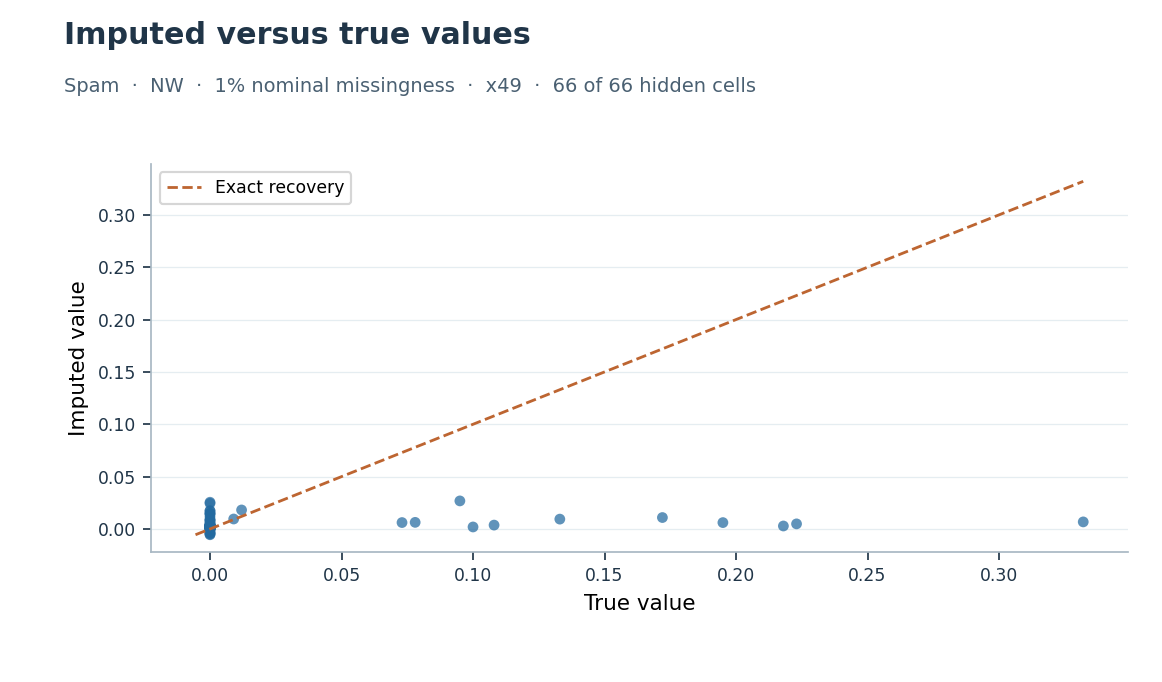 Imputed versus true values
Spam · NW · 1% nominal missingness · x49 · 66 of 66 hidden cells
Exact recovery
0.30
0.25
0.20
0.15
0.10
0.05
0.00
Imputed value
0.00 0.05 0.10 0.15 0.20 0.25 0.30
True value